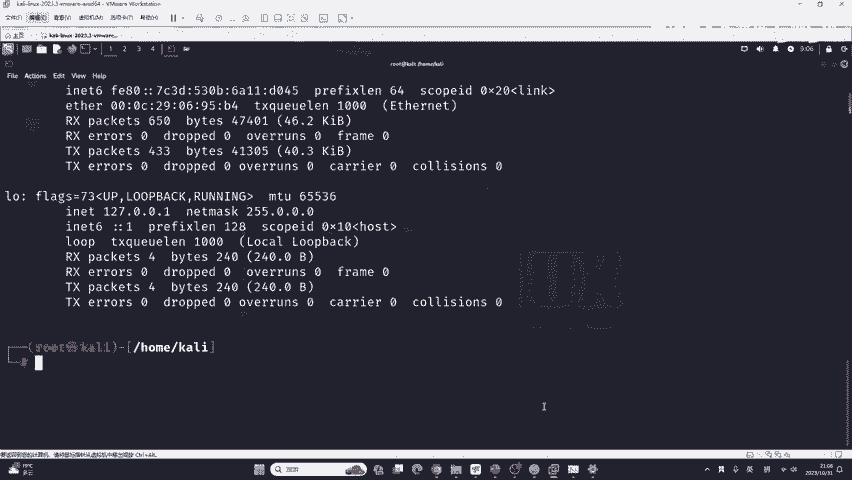 kali-linux-2023.3-vmware-amd64 - VMware Workstation
文件(F) 编辑(E) 查看(V) 虚拟机(M) 选项卡(T) 帮助(H)
主页 kali-linux-2023.3-vmware...
1 2 3 4 9:06
root@kali: /home/kali
File Actions Edit View Help
inet6 fe80::7c3d:530b:6a11:d045 prefixlen 64 scopeid 0×20<link>
ether 00:0c:29:06:95:b4 txqueuelen 1000 (Ethernet)
RX packets 650 bytes 47401 (46.2 KiB)
RX errors 0 dropped 0 overruns 0 frame 0
TX packets 433 bytes 41305 (40.3 KiB)
TX errors 0 dropped 0 overruns 0 carrier 0 collisions 0
lo: flags=73<UP,LOOPBACK,RUNNING> mtu 65536
inet 127.0.0.1 netmask 255.0.0.0
inet6 ::1 prefixlen 128 scopeid 0×10<host>
loop txqueuelen 1000 (Local Loopback)
RX packets 4 bytes 240 (240.0 B)
RX errors 0 dropped 0 overruns 0 frame 0
TX packets 4 bytes 240 (240.0 B)
TX errors 0 dropped 0 overruns 0 carrier 0 collisions 0
(root㉿kali)-[/home/kali]
#
要返回到您的计算机，请将鼠标指针从虚拟机中移出或按 Ctrl+Alt。
19°C
多云
搜索
英
拼
21:06
2023/10/31